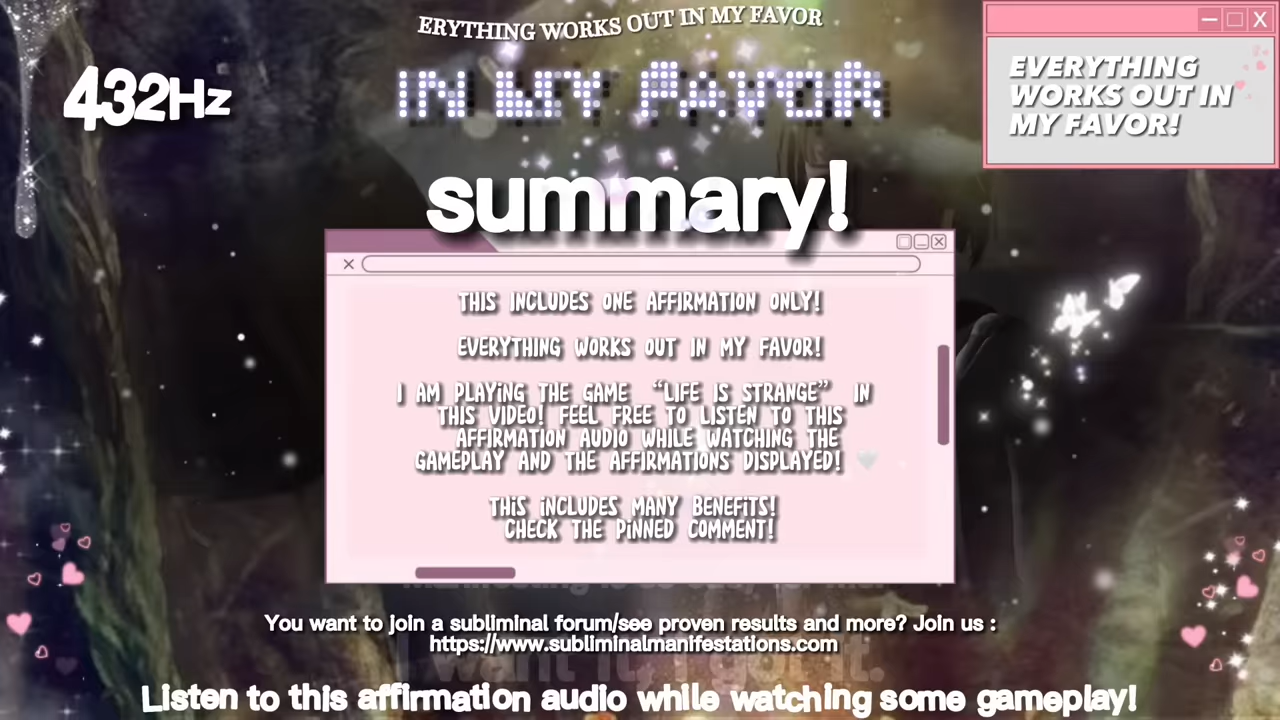 ERYTHING WORKS OUT IN MY FAVOR
432Hz
IN MY FAVOR
EVERYTHING
WORKS OUT IN
MY FAVOR!
summary!
THIS INCLUDES ONE AFFIRMATION ONLY!
EVERYTHING WORKS OUT IN MY FAVOR!
I AM PLAYING THE GAME “LIFE IS STRANGE” IN
THIS VIDEO! FEEL FREE TO LISTEN TO THIS
AFFIRMATION AUDIO WHILE WATCHING THE
GAMEPLAY AND THE AFFIRMATIONS DISPLAYED!
THiS iNCLUDES MANY BENEFiTS!
CHECK THE PiNNED COMMENT!
You want to join a subliminal forum/see proven results and more? Join us :
https://www.subliminalmanifestations.com
I want it, I got it.
Listen to this affirmation audio while watching some gameplay!